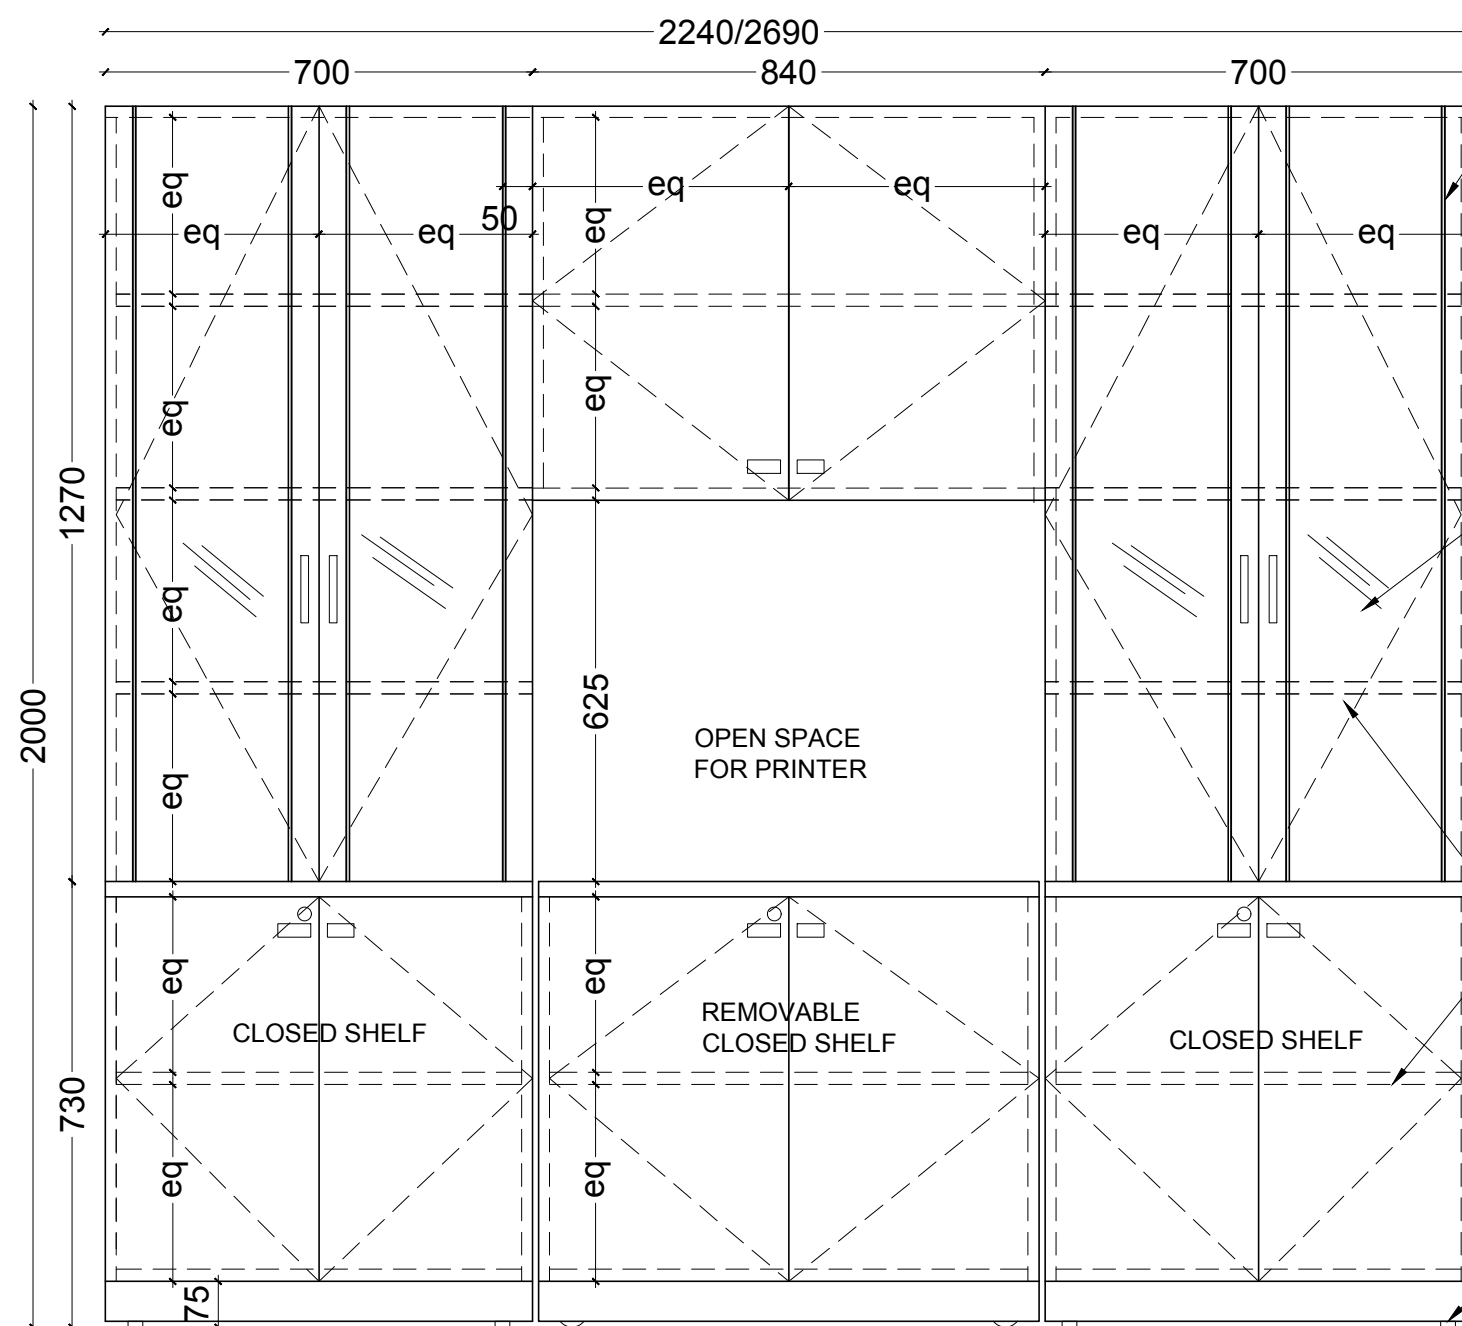 2240/2690
700
840
700
eq
eq
eq
50
eq
eq
eq
eq
eq
eq
eq
eq
1270
eq
2000
625
OPEN SPACE
FOR PRINTER
eq
eq
eq
REMOVABLE
CLOSED SHELF
CLOSED SHELF
CLOSED SHELF
730
eq
eq
75